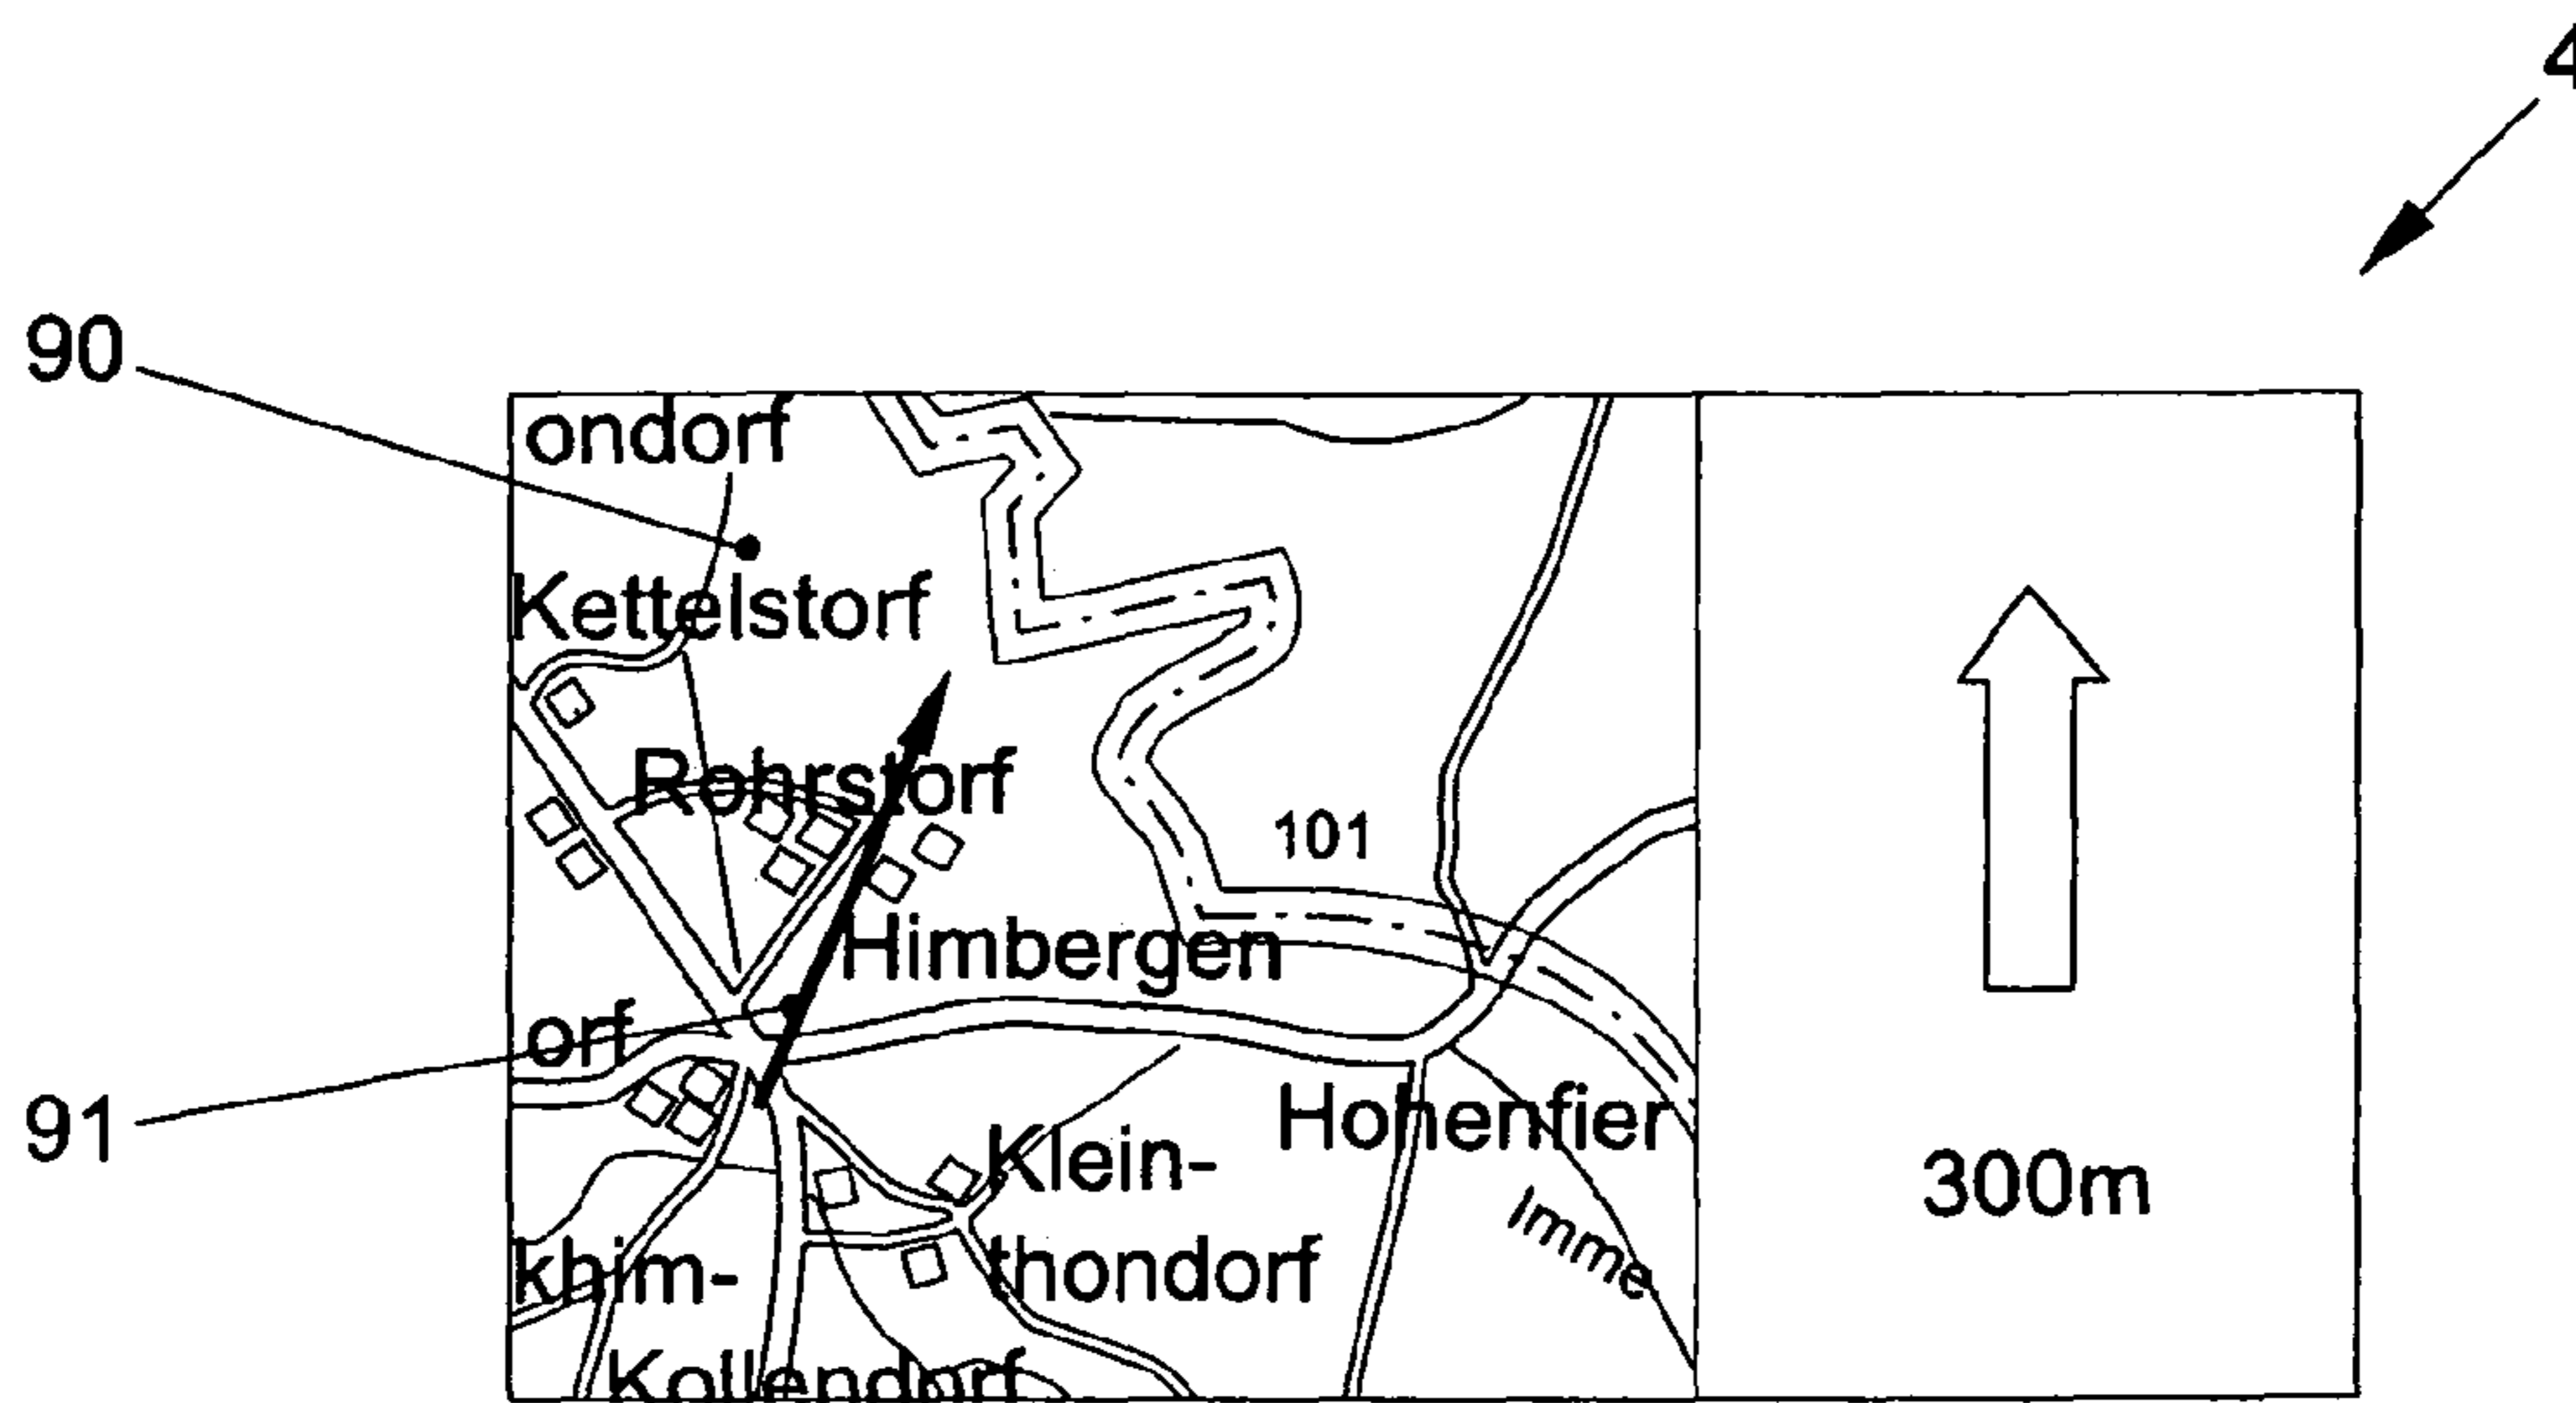 4
90
ondorf
Kettelstorf
Rohrstorf
101
Himbergen
orf
91
Hohenfier
Klein-
thondorf
300m
Imme
khim-
Kollendorf